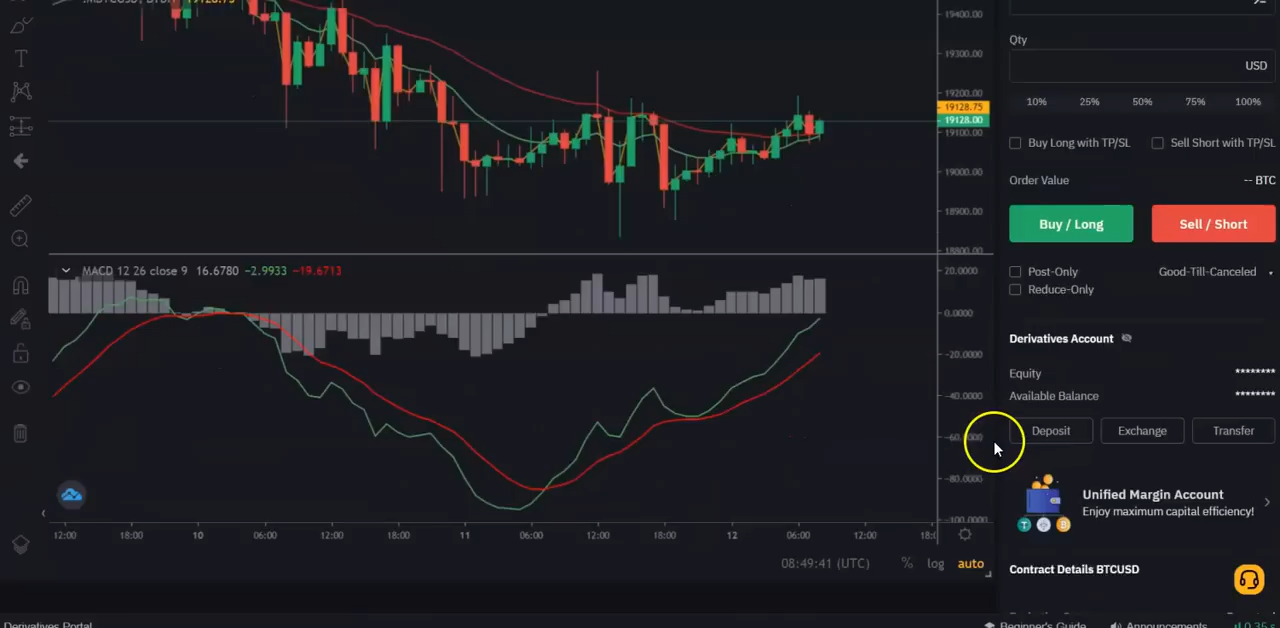 19128.75
19400.00
19300.00
19200.00
19128.75
19128.00
19100.00
19000.00
18900.00
18800.00
MACD 12 26 close 9 16.6780 −2.9933 −19.6713
20.0000
0.0000
−20.0000
−40.0000
−80.0000
−100.0000
12:00 18:00 10 06:00 12:00 18:00 11 06:00 12:00 18:00 12 06:00 12:00
08:49:41 (UTC) % log auto
Qty
USD
10% 25% 50% 75% 100%
Buy Long with TP/SL Sell Short with TP/SL
Order Value -- BTC
Buy / Long Sell / Short
Post-Only Good-Till-Canceled
Reduce-Only
Derivatives Account
Equity ********
Available Balance ********
Deposit Exchange Transfer
Unified Margin Account
Enjoy maximum capital efficiency!
Contract Details BTCUSD
Derivatives Portal Beginner's Guide Announcements